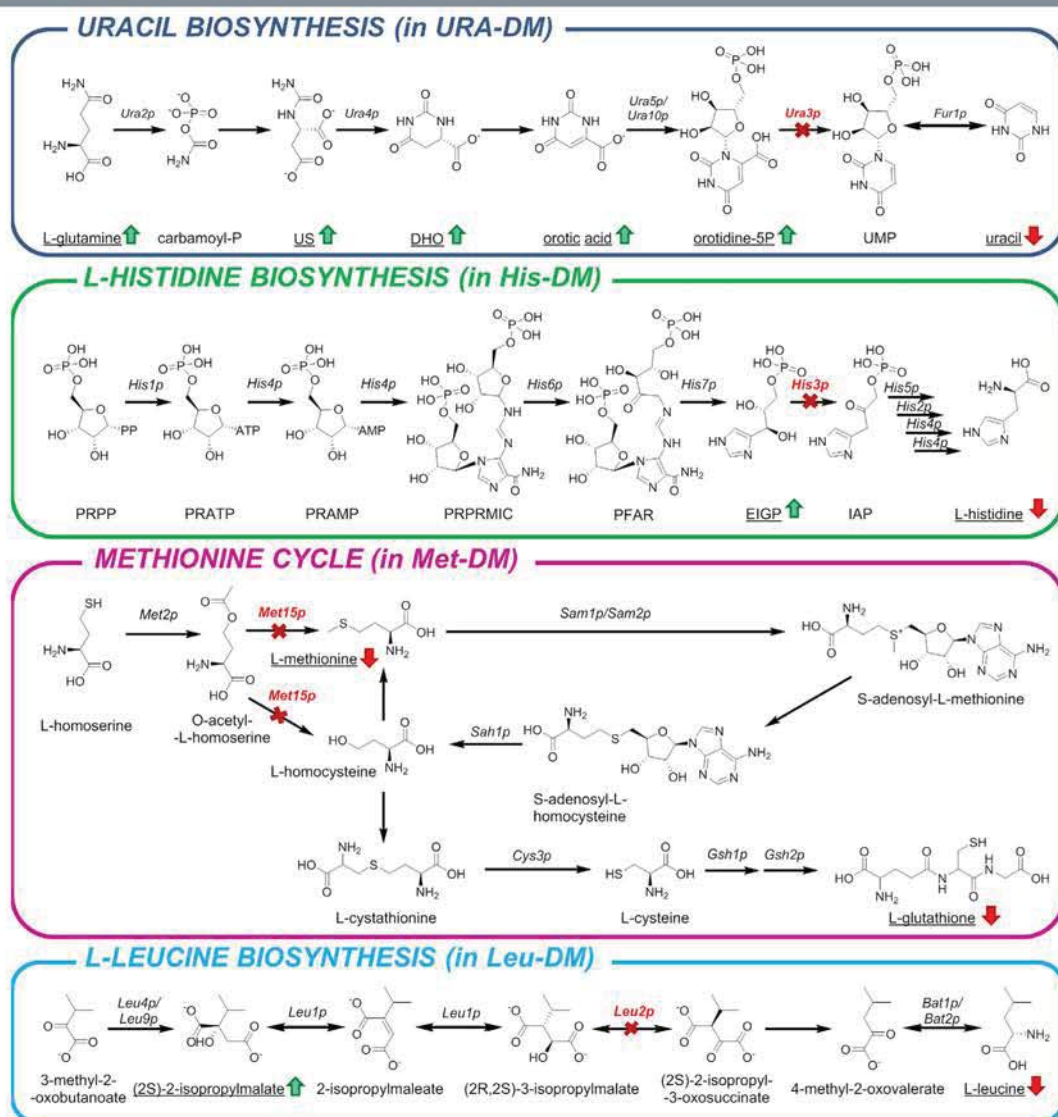 URACIL BIOSYNTHESIS (in URA-DM)
Ura2p
Ura4p
Ura5p/
Ura10p
Ura3p
Fur1p
L-glutamine
carbamoyl-P
US
DHO
orotic acid
orotidine-5P
UMP
uracil
L-HISTIDINE BIOSYNTHESIS (in His-DM)
His1p
His4p
His4p
His6p
His7p
His3p
His5p
His2p
His4p
His4p
PRPP
PRATP
PRAMP
PRPRMIC
PFAR
EIGP
IAP
L-histidine
METHIONINE CYCLE (in Met-DM)
Met2p
Met15p
Sam1p/Sam2p
L-methionine
S-adenosyl-L-methionine
Met15p
L-homoserine
O-acetyl-
-L-homoserine
L-homocysteine
Sah1p
S-adenosyl-L-
homocysteine
Cys3p
Gsh1p
Gsh2p
L-cystathionine
L-cysteine
L-glutathione
L-LEUCINE BIOSYNTHESIS (in Leu-DM)
Leu4p/
Leu9p
Leu1p
Leu1p
Leu2p
Bat1p/
Bat2p
3-methyl-2-
-oxobutanoate
(2S)-2-isopropylmalate
2-isopropylmaleate
(2R,2S)-3-isopropylmalate
(2S)-2-isopropyl-
-3-oxosuccinate
4-methyl-2-oxovalerate
L-leucine